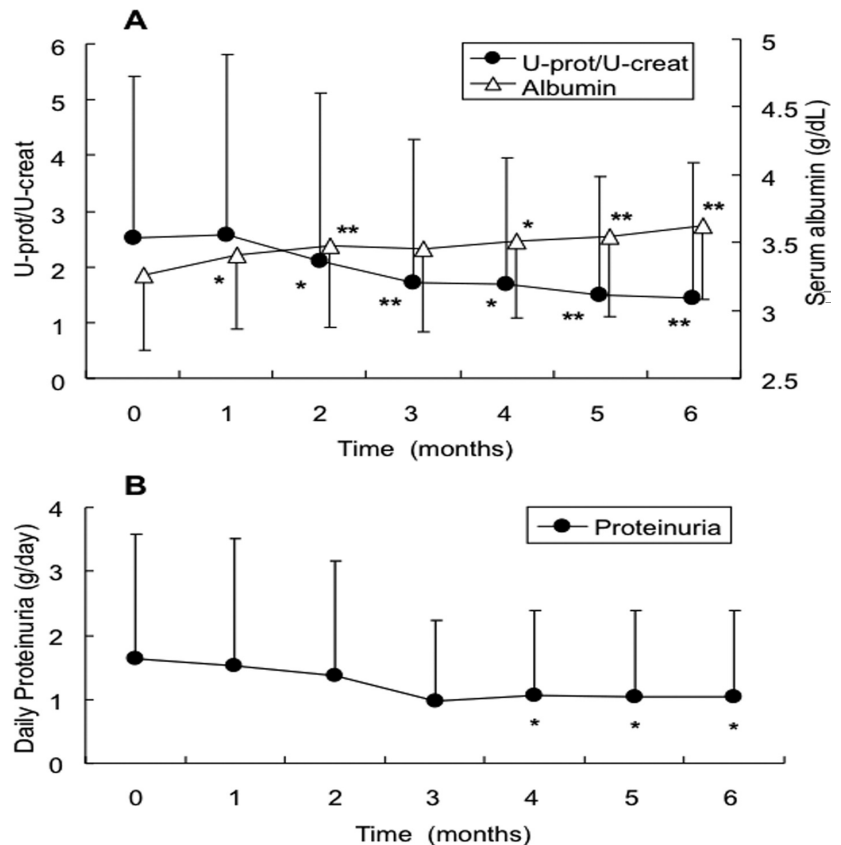 A
U-prot/U-creat
Albumin
6
5
4
3
2
1
0
U-prot/U-creat
5
4.5
4
3.5
3
2.5
Serum albumin (g/dL)
**
*
**
**
*
*
**
*
**
**
0 1 2 3 4 5 6
Time (months)
B
Proteinuria
4
3
2
1
0
Daily Proteinuria (g/day)
* * *
0 1 2 3 4 5 6
Time (months)